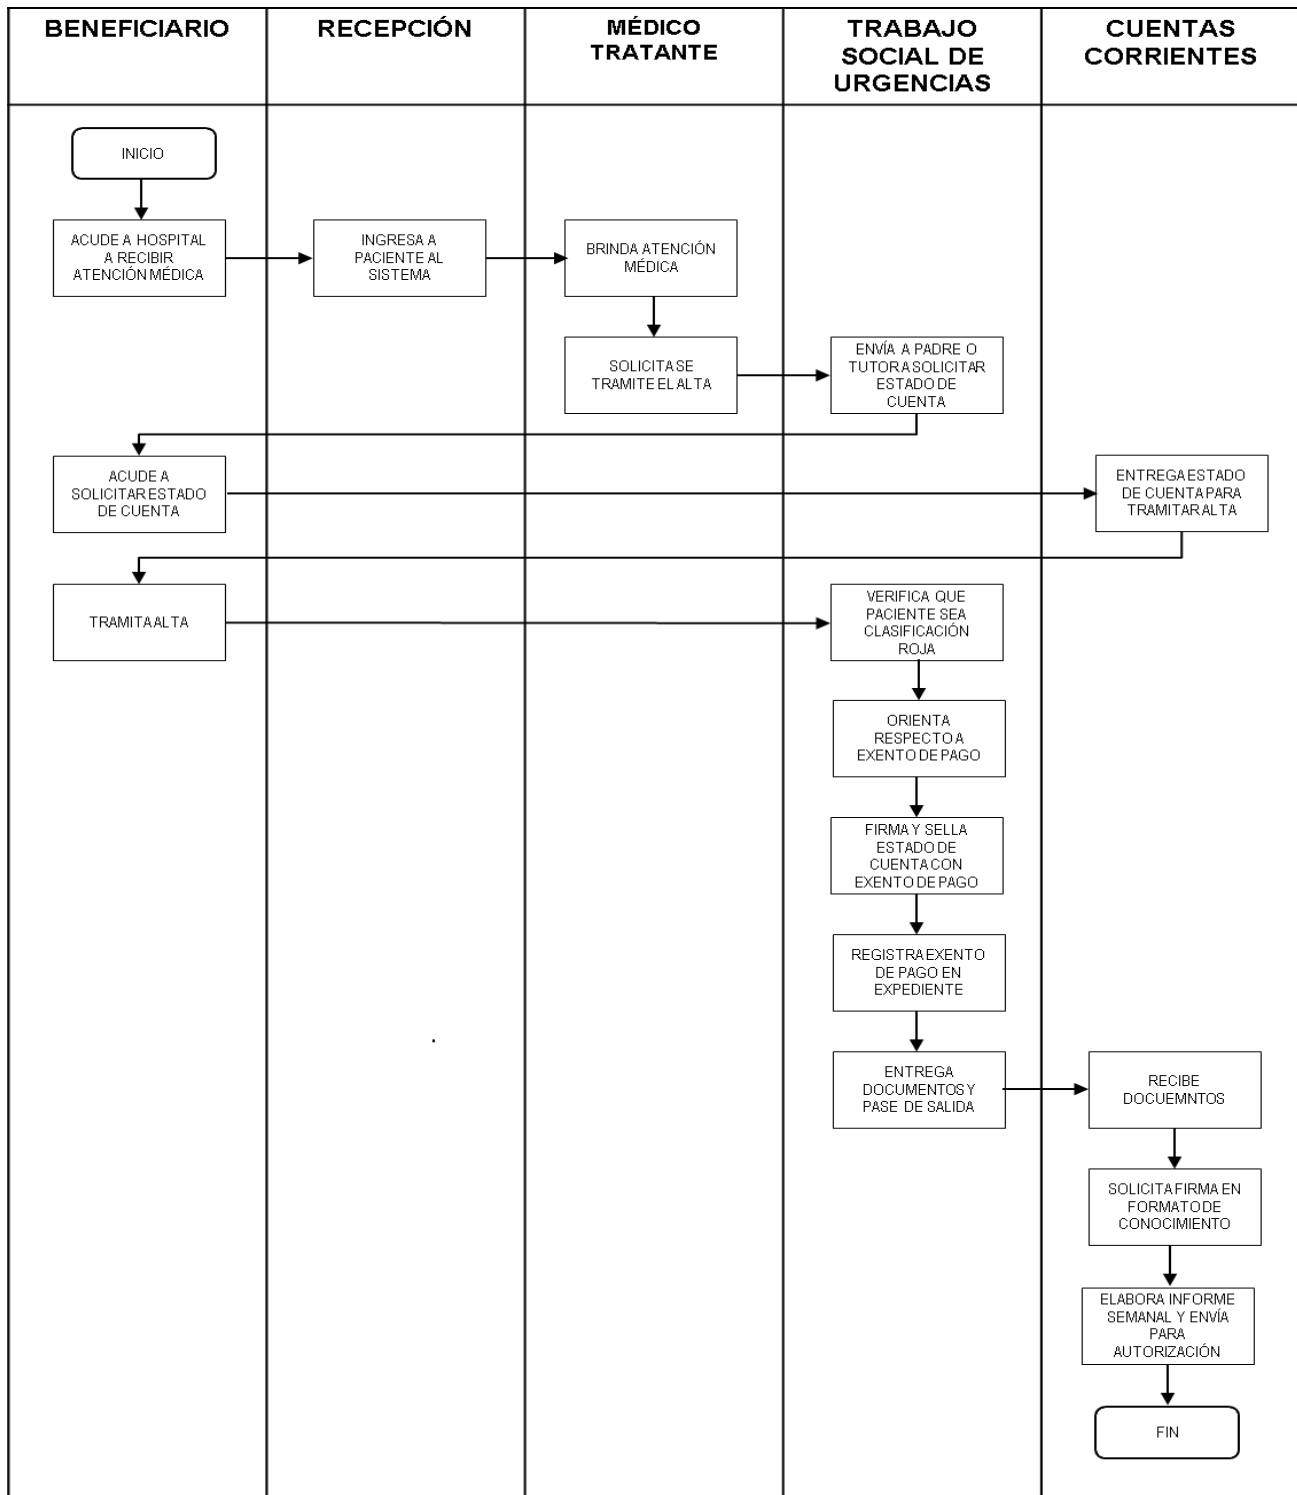 BENEFICIARIO
RECEPCIÓN
MÉDICO
TRATANTE
TRABAJO
SOCIAL DE
URGENCIAS
CUENTAS
CORRIENTES
INICIO
ACUDE A HOSPITAL
A RECIBIR
ATENCIÓN MÉDICA
INGRESA A
PACIENTE AL
SISTEMA
BRINDA ATENCIÓN
MÉDICA
SOLICITA SE
TRAMITE EL ALTA
ENVÍA A PADRE O
TUTOR A SOLICITAR
ESTADO DE
CUENTA
ACUDE A
SOLICITAR ESTADO
DE CUENTA
ENTREGA ESTADO
DE CUENTA PARA
TRAMITAR ALTA
TRAMITA ALTA
VERIFICA QUE
PACIENTE SEA
CLASIFICACIÓN
ROJA
ORIENTA
RESPECTO A
EXENTO DE PAGO
FIRMA Y SELLA
ESTADO DE
CUENTA CON
EXENTO DE PAGO
REGISTRA EXENTO
DE PAGO EN
EXPEDIENTE
ENTREGA
DOCUMENTOS Y
PASE DE SALIDA
RECIBE
DOCUEMNTOS
SOLICITA FIRMA EN
FORMATO DE
CONOCIMIENTO
ELABORA INFORME
SEMANAL Y ENVÍA
PARA
AUTORIZACIÓN
FIN